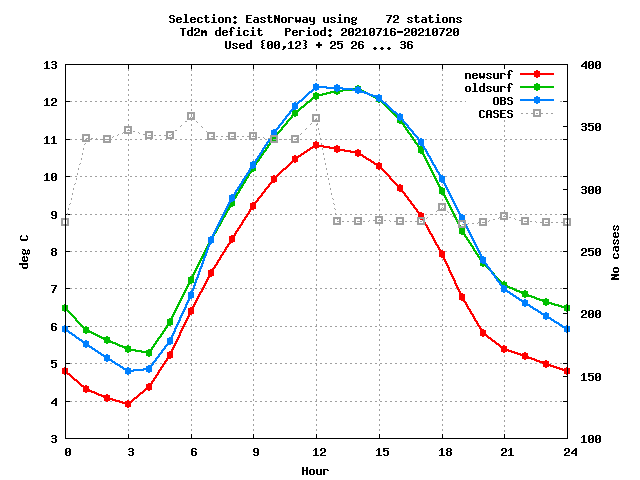 Selection: EastNorway using    72 stations
Td2m deficit   Period: 20210716-20210720
Used {00,12} + 25 26 ... 36
13
12
11
10
9
8
7
6
5
4
3
deg C
newsurf
oldsurf
OBS
CASES
400
350
300
250
200
150
100
No cases
0
3
6
9
12
15
18
21
24
Hour